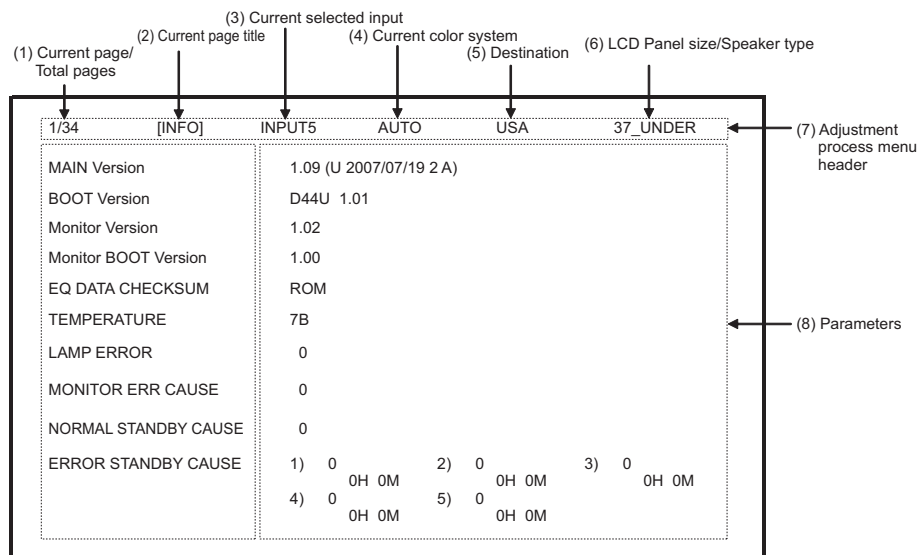 (3) Current selected input
(2) Current page title
(4) Current color system
(6) LCD Panel size/Speaker type
(1) Current page/
Total pages
(5) Destination
1/34 [INFO] INPUT5 AUTO USA 37_UNDER
(7) Adjustment
process menu
header
MAIN Version 1.09 (U 2007/07/19 2 A)
BOOT Version D44U 1.01
Monitor Version 1.02
Monitor BOOT Version 1.00
EQ DATA CHECKSUM ROM
TEMPERATURE 7B
(8) Parameters
LAMP ERROR 0
MONITOR ERR CAUSE 0
NORMAL STANDBY CAUSE 0
ERROR STANDBY CAUSE 1) 0 2) 0 3) 0
0H 0M 0H 0M 0H 0M
4) 0 5) 0
0H 0M 0H 0M